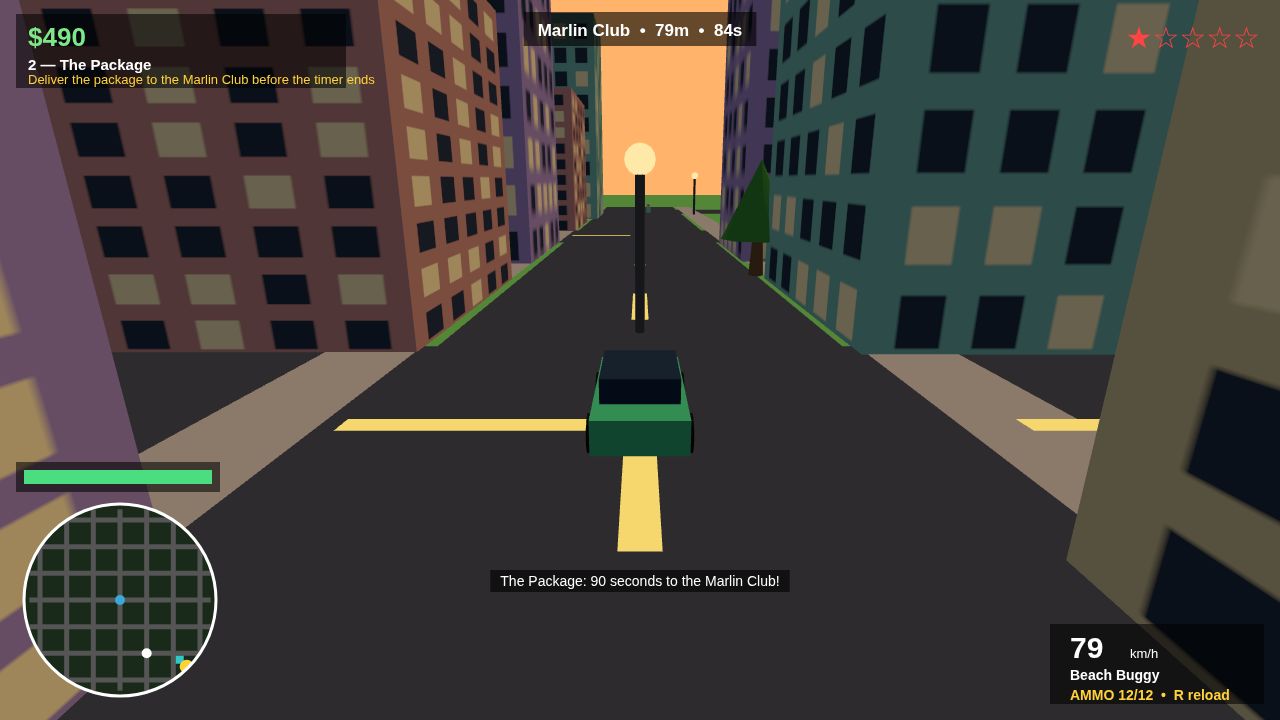 $490
2 — The Package
Deliver the package to the Marlin Club before the timer ends
Marlin Club • 79m • 84s
★☆☆☆☆
The Package: 90 seconds to the Marlin Club!
79 km/h
Beach Buggy
AMMO 12/12 • R reload